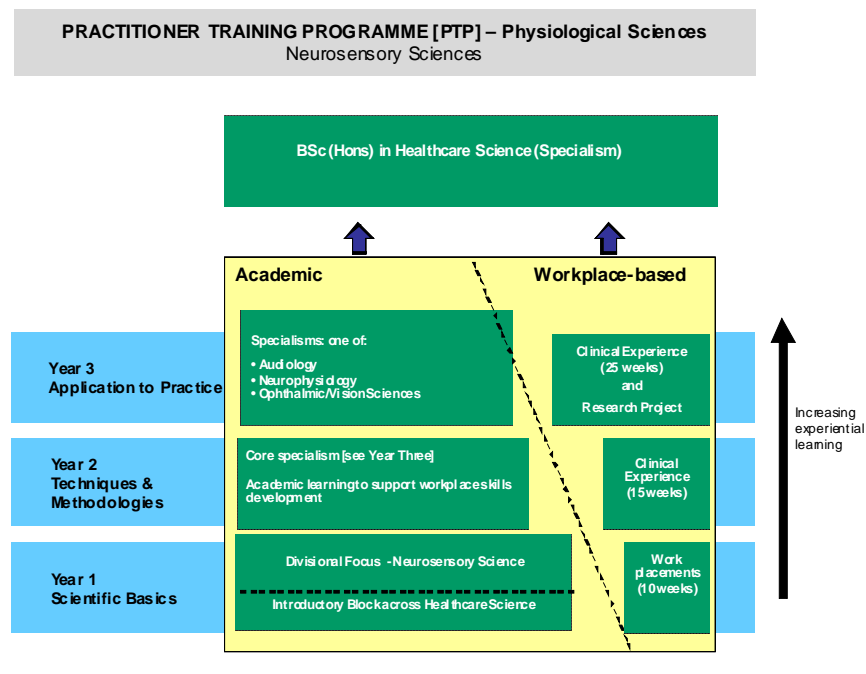 PRACTITIONER TRAINING PROGRAMME [PTP] – Physiological Sciences
Neurosensory Sciences
BSc (Hons) in Healthcare Science (Specialism)
Academic
Workplace-based
Year 3
Application to Practice
Specialisms: one of:
• Audiology
• Neurophysiology
• Ophthalmic/Vision Sciences
Clinical Experience
(25 weeks)
and
Research Project
Increasing
experiential
learning
Year 2
Techniques &
Methodologies
Core specialism [see Year Three]
Academic learning to support workplace skills
development
Clinical
Experience
(15 weeks)
Year 1
Scientific Basics
Divisional Focus - Neurosensory Science
Introductory Block across Healthcare Science
Work
placements
(10 weeks)